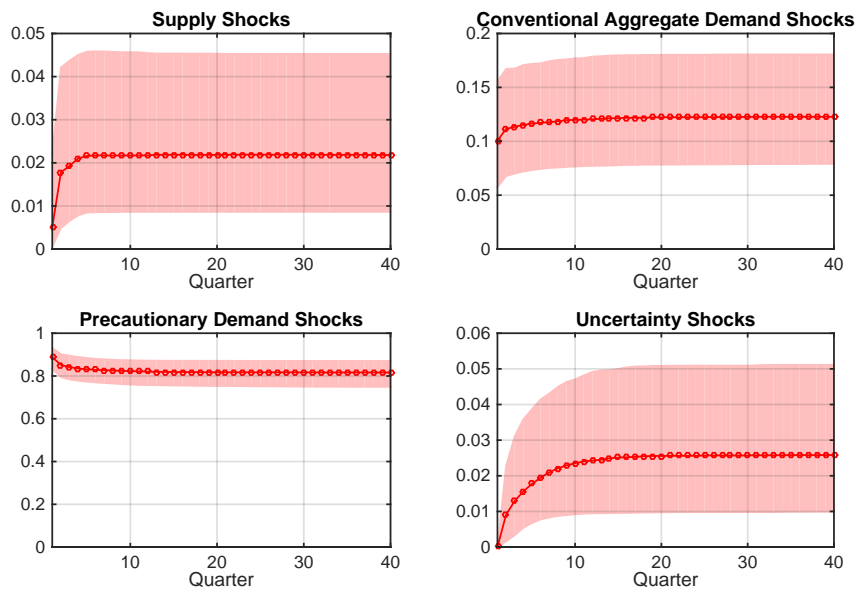 Supply Shocks
0.05
0.04
0.03
0.02
0.01
0
10 20 30 40
Quarter
Conventional Aggregate Demand Shocks
0.2
0.15
0.1
0.05
0
10 20 30 40
Quarter
Precautionary Demand Shocks
1
0.8
0.6
0.4
0.2
0
10 20 30 40
Quarter
Uncertainty Shocks
0.06
0.05
0.04
0.03
0.02
0.01
0
10 20 30 40
Quarter